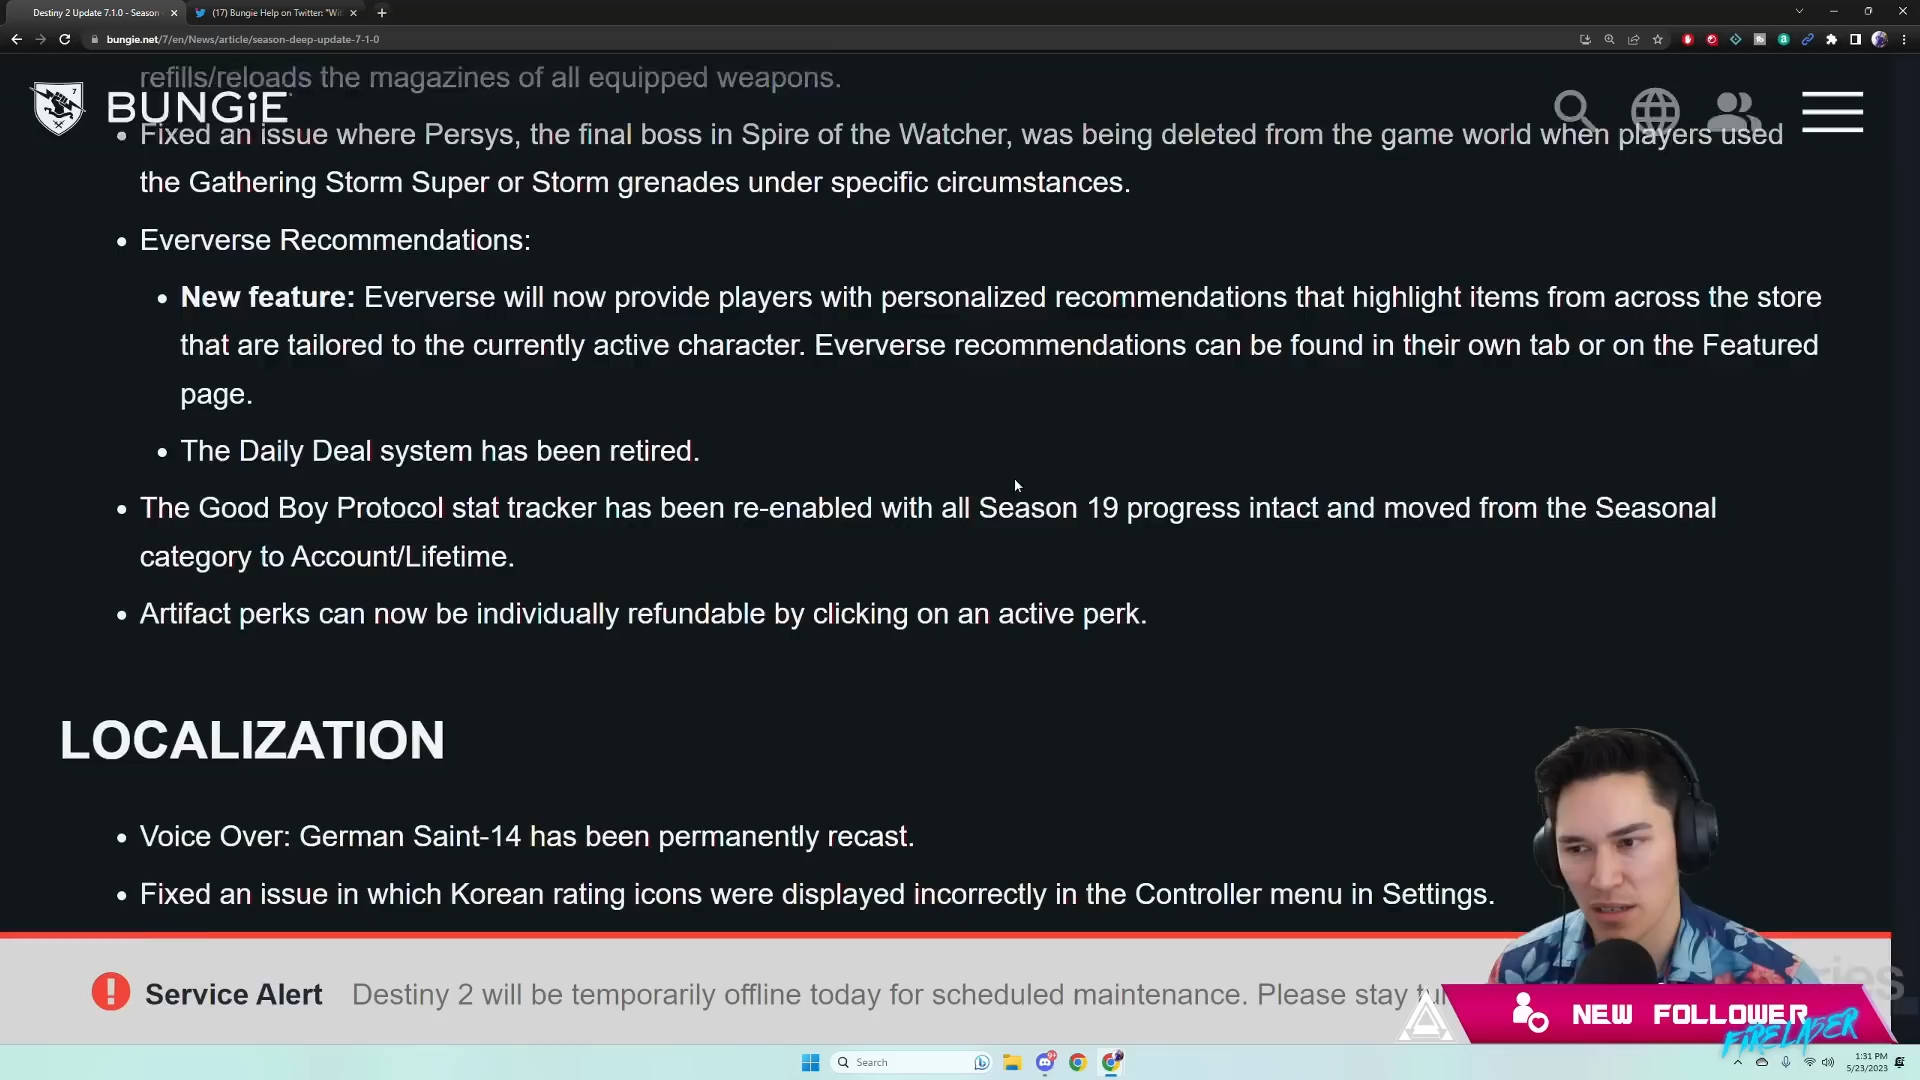 Destiny 2 Update 7.1.0 - Season
(17) Bungie Help on Twitter: "Wit
bungie.net/7/en/News/article/season-deep-update-7-1-0
refills/reloads the magazines of all equipped weapons.
BUNGiE
• Fixed an issue where Persys, the final boss in Spire of the Watcher, was being deleted from the game world when players used
the Gathering Storm Super or Storm grenades under specific circumstances.
• Eververse Recommendations:
• New feature: Eververse will now provide players with personalized recommendations that highlight items from across the store
that are tailored to the currently active character. Eververse recommendations can be found in their own tab or on the Featured
page.
• The Daily Deal system has been retired.
• The Good Boy Protocol stat tracker has been re-enabled with all Season 19 progress intact and moved from the Seasonal
category to Account/Lifetime.
• Artifact perks can now be individually refundable by clicking on an active perk.
LOCALIZATION
• Voice Over: German Saint-14 has been permanently recast.
• Fixed an issue in which Korean rating icons were displayed incorrectly in the Controller menu in Settings.
Service Alert Destiny 2 will be temporarily offline today for scheduled maintenance. Please stay
NEW FOLLOWER
FIRELASER
Search
1:31 PM
5/23/2023